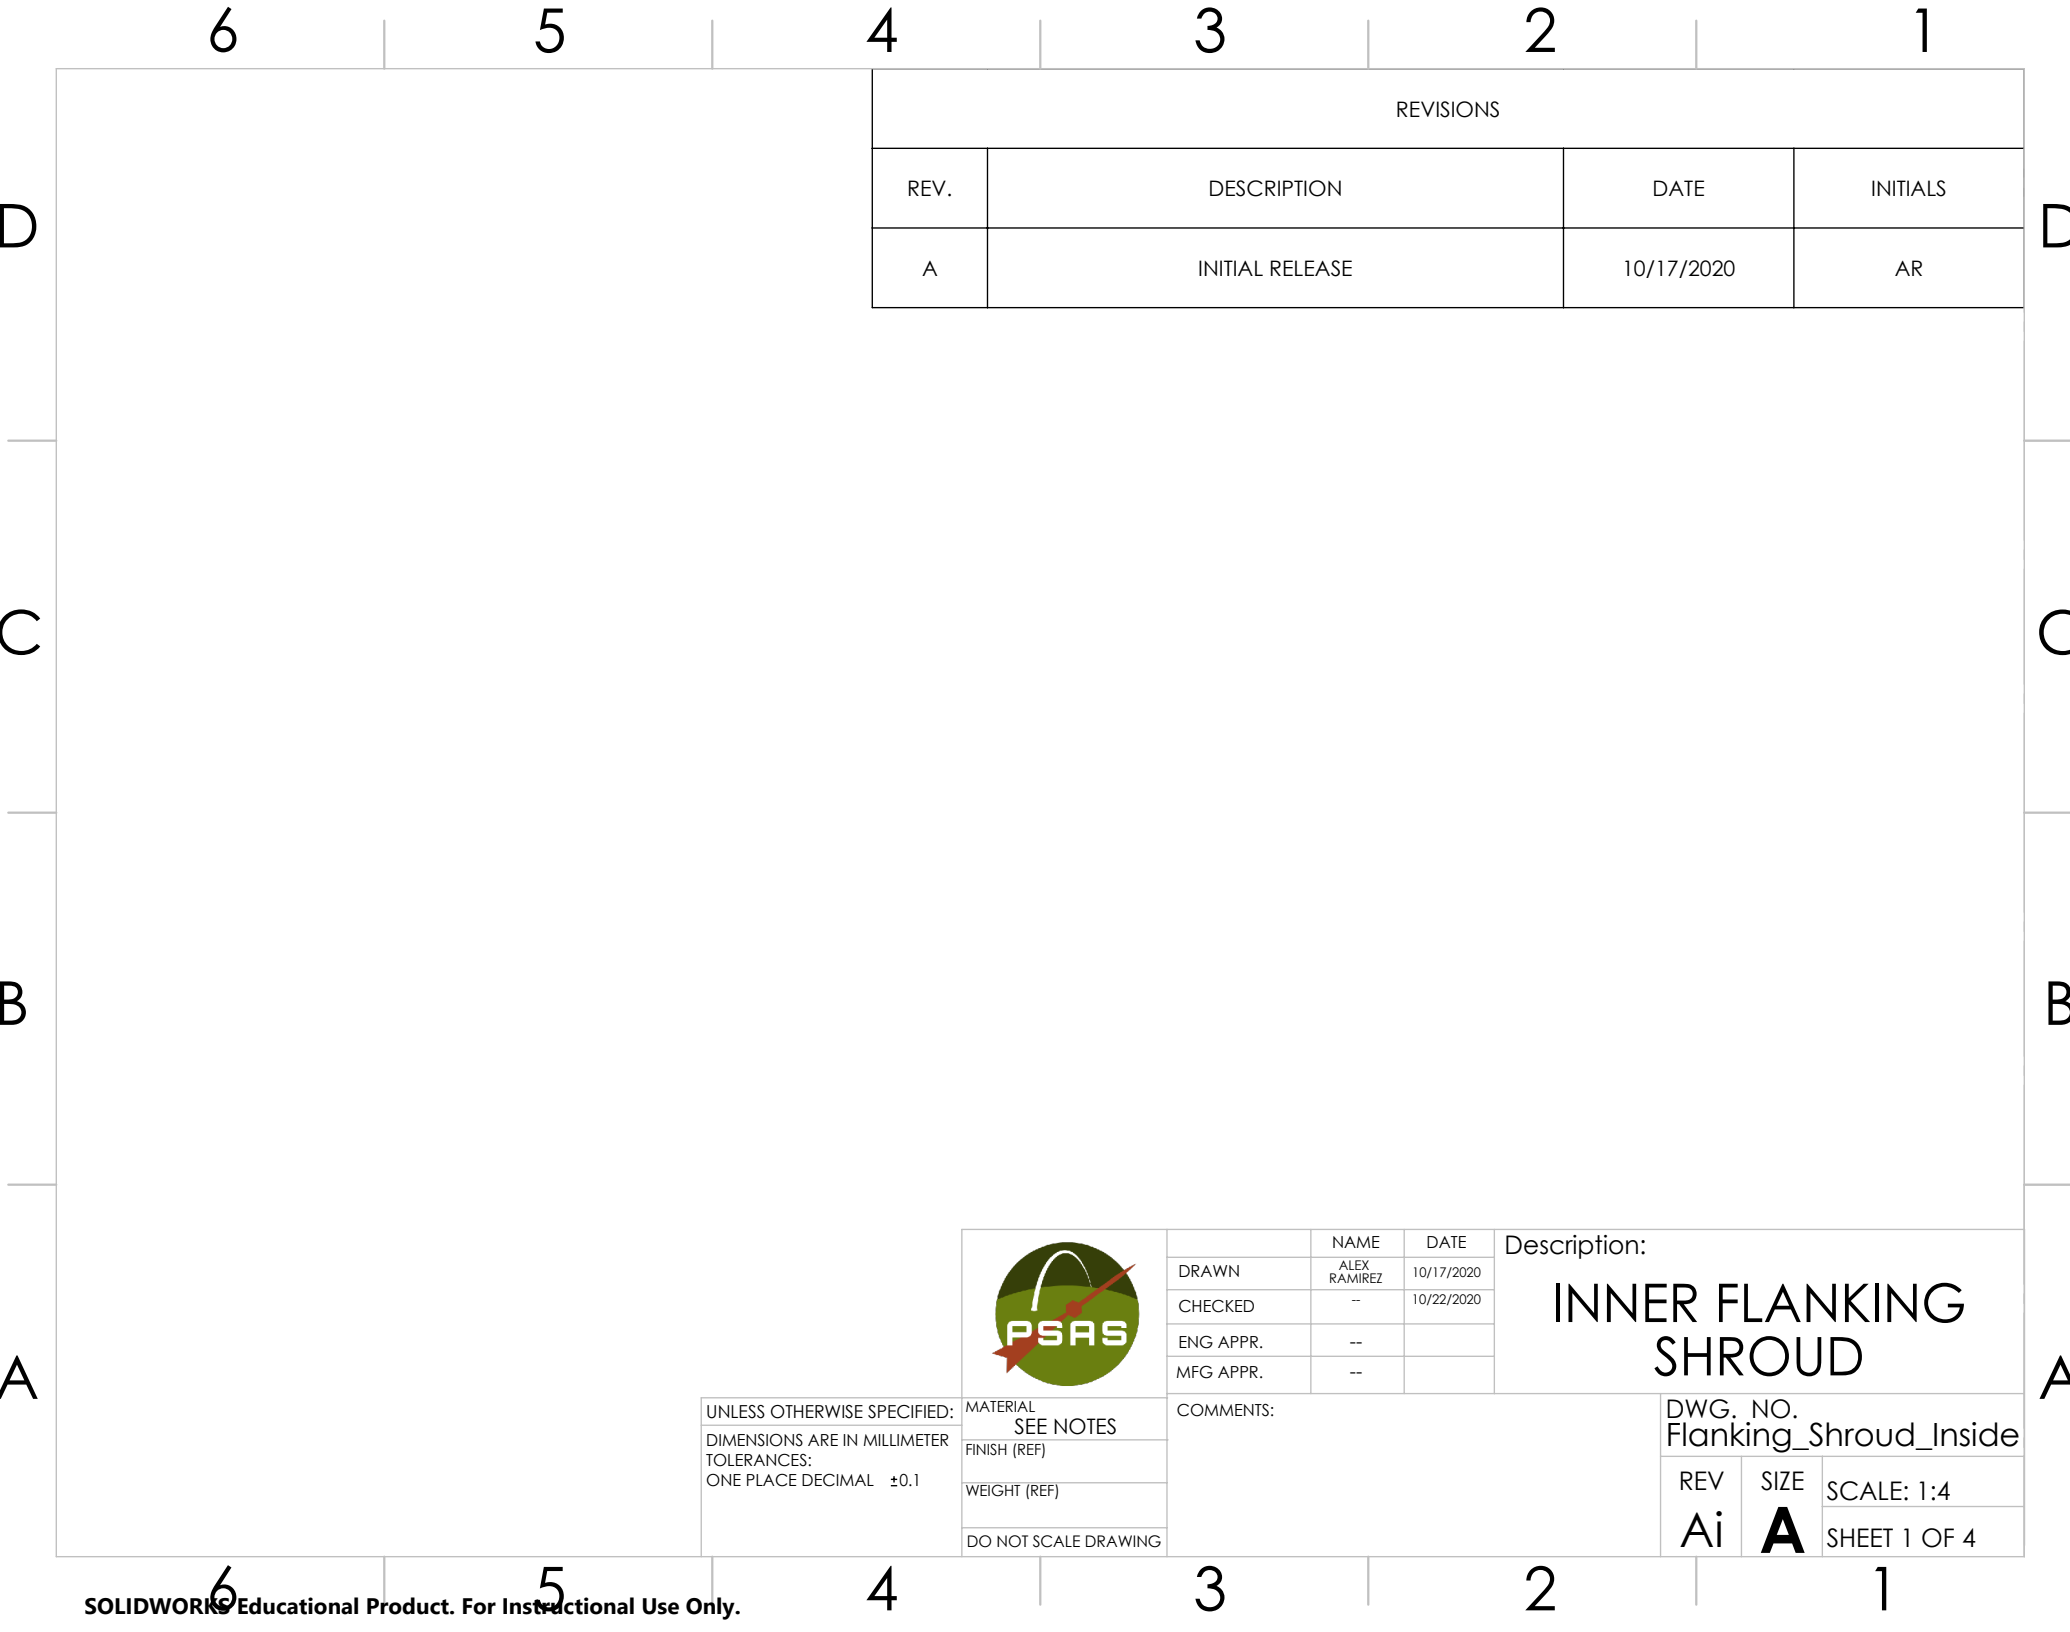 6 5 4 3 2 1
REVISIONS
REV. DESCRIPTION DATE INITIALS
D D
A INITIAL RELEASE 10/17/2020 AR
C C
B B
NAME DATE
Description:
DRAWN ALEX RAMIREZ 10/17/2020
CHECKED -- 10/22/2020
INNER FLANKING
SHROUD
PSAS
ENG APPR. --
MFG APPR. --
A A
UNLESS OTHERWISE SPECIFIED:
DIMENSIONS ARE IN MILLIMETER
TOLERANCES:
ONE PLACE DECIMAL ±0.1
MATERIAL
SEE NOTES
FINISH (REF)
WEIGHT (REF)
DO NOT SCALE DRAWING
COMMENTS:
DWG. NO.
Flanking_Shroud_Inside
REV SIZE
SCALE: 1:4
Ai A
SHEET 1 OF 4
6 5 4 3 2 1
SOLIDWORKS Educational Product. For Instructional Use Only.